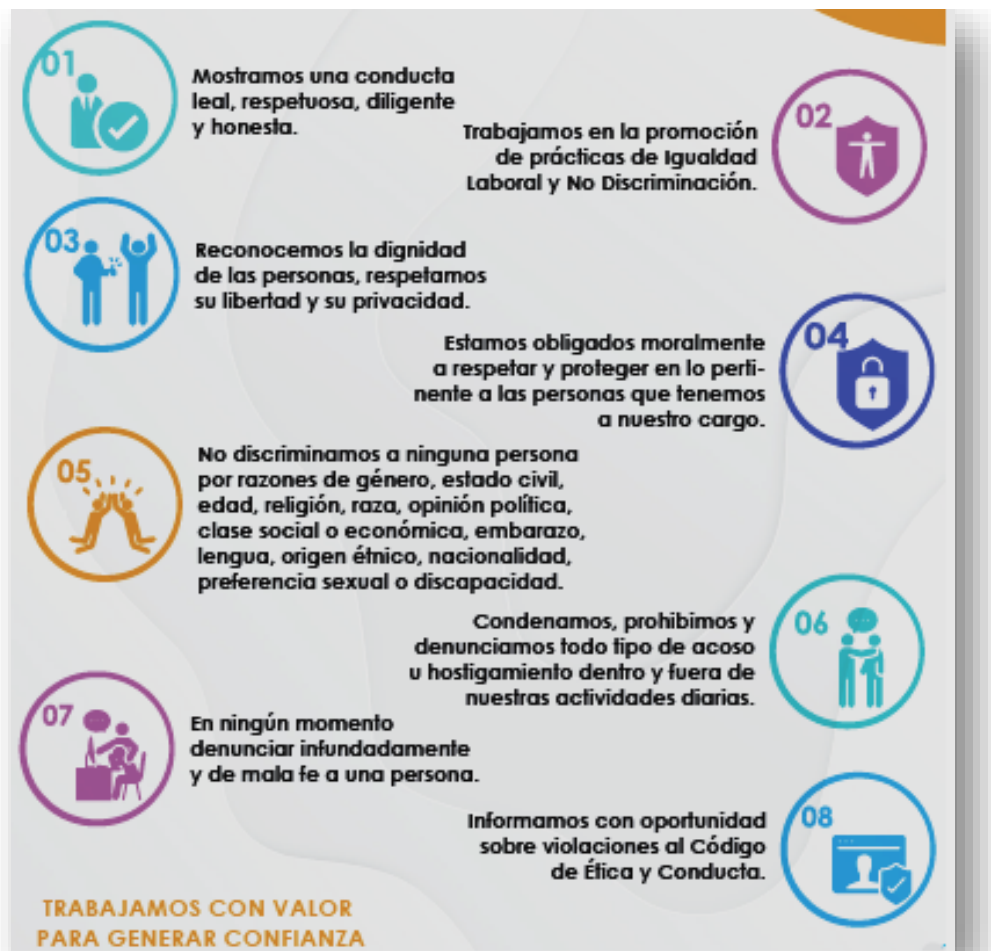 01
Mostramos una conducta
leal, respetuosa, diligente
y honesta.
02
Trabajamos en la promoción
de prácticas de Igualdad
Laboral y No Discriminación.
03
Reconocemos la dignidad
de las personas, respetamos
su libertad y su privacidad.
04
Estamos obligados moralmente
a respetar y proteger en lo perti-
nente a las personas que tenemos
a nuestro cargo.
05
No discriminamos a ninguna persona
por razones de género, estado civil,
edad, religión, raza, opinión política,
clase social o económica, embarazo,
lengua, origen étnico, nacionalidad,
preferencia sexual o discapacidad.
06
Condenamos, prohibimos y
denunciamos todo tipo de acoso
u hostigamiento dentro y fuera de
nuestras actividades diarias.
07
En ningún momento
denunciar infundadamente
y de mala fe a una persona.
08
Informamos con oportunidad
sobre violaciones al Código
de Ética y Conducta.
TRABAJAMOS CON VALOR
PARA GENERAR CONFIANZA